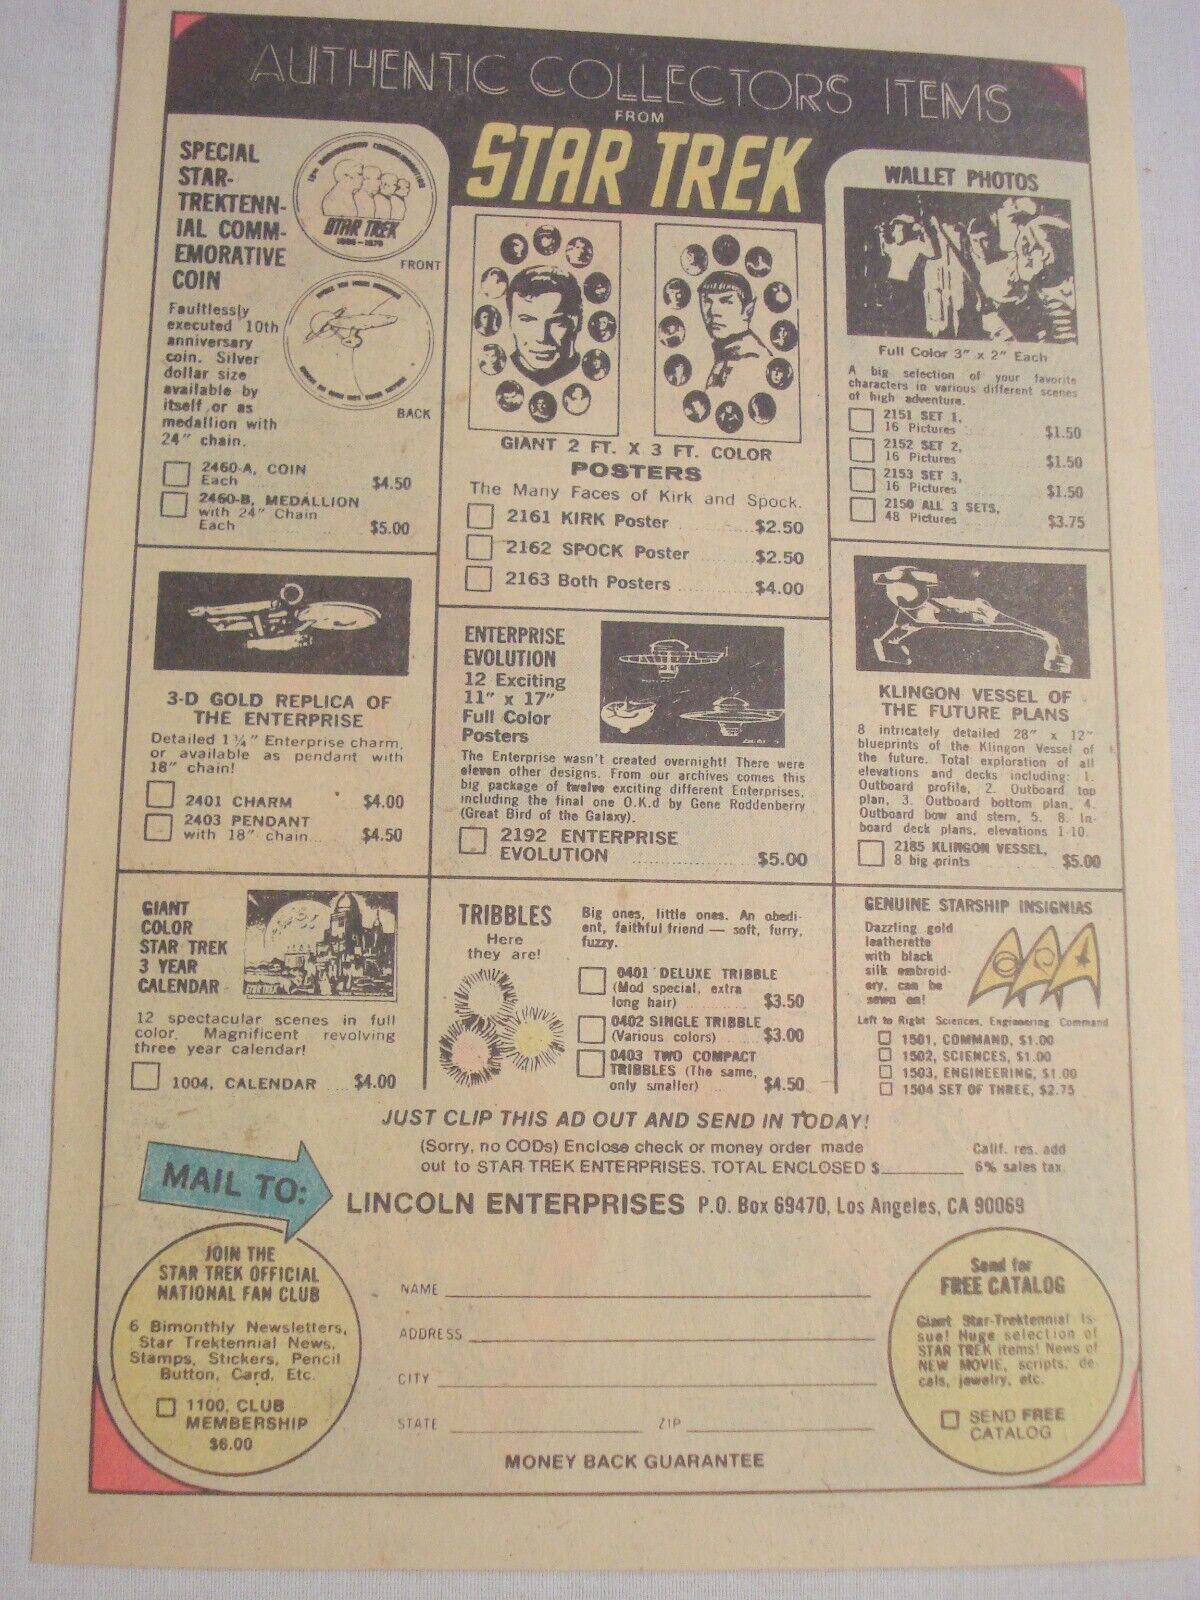 AUTHENTIC COLLECTORS ITEMS
FROM
STAR TREK
SPECIAL
STAR-
TREKTENN-
IAL COMM-
EMORATIVE
COIN
STAR TREK
FRONT
BACK
Faultlessly
executed 10th
anniversary
coin. Silver
dollar size
available by
itself or as
medallion with
24" chain.
2460-A, COIN
Each $4.50
2460-B, MEDALLION
with 24" Chain
Each $5.00
GIANT 2 FT. X 3 FT. COLOR
POSTERS
The Many Faces of Kirk and Spock.
2161 KIRK Poster $2.50
2162 SPOCK Poster $2.50
2163 Both Posters $4.00
WALLET PHOTOS
Full Color 3" x 2" Each
A big selection of your favorite
characters in various different scenes
of high adventure.
2151 SET 1,
16 Pictures $1.50
2152 SET 2,
16 Pictures $1.50
2153 SET 3,
16 Pictures $1.50
2150 ALL 3 SETS,
48 Pictures $3.75
3-D GOLD REPLICA OF
THE ENTERPRISE
Detailed 1¾" Enterprise charm,
or available as pendant with
18" chain!
2401 CHARM $4.00
2403 PENDANT
with 18" chain $4.50
ENTERPRISE
EVOLUTION
12 Exciting
11" x 17"
Full Color
Posters
The Enterprise wasn't created overnight! There were
eleven other designs. From our archives comes this
big package of twelve exciting different Enterprises,
including the final one O.K.d by Gene Roddenberry
(Great Bird of the Galaxy).
2192 ENTERPRISE
EVOLUTION $5.00
KLINGON VESSEL OF
THE FUTURE PLANS
8 intricately detailed 28" x 12"
blueprints of the Klingon Vessel of
the future. Total exploration of all
elevations and decks including: 1.
Outboard profile, 2. Outboard top
plan, 3. Outboard bottom plan, 4.
Outboard bow and stern, 5. 8. In-
board deck plans, elevations 1-10.
2185 KLINGON VESSEL,
8 big prints $5.00
GIANT
COLOR
STAR TREK
3 YEAR
CALENDAR
12 spectacular scenes in full
color. Magnificent revolving
three year calendar!
1004, CALENDAR $4.00
TRIBBLES
Here
they are!
Big ones, little ones. An obedi-
ent, faithful friend — soft, furry,
fuzzy.
0401 DELUXE TRIBBLE
(Mod special, extra
long hair) $3.50
0402 SINGLE TRIBBLE
(Various colors) $3.00
0403 TWO COMPACT
TRIBBLES (The same,
only smaller) $4.50
GENUINE STARSHIP INSIGNIAS
Dazzling gold
leatherette
with black
silk embroid-
ery, can be
sewn on!
Left to Right Sciences, Engineering, Command
1501, COMMAND, $1.00
1502, SCIENCES, $1.00
1503, ENGINEERING, $1.00
1504 SET OF THREE, $2.75
JUST CLIP THIS AD OUT AND SEND IN TODAY!
(Sorry, no CODs) Enclose check or money order made
out to STAR TREK ENTERPRISES. TOTAL ENCLOSED $
Calif. res. add
6% sales tax.
MAIL TO:
LINCOLN ENTERPRISES P.O. Box 69470, Los Angeles, CA 90069
JOIN THE
STAR TREK OFFICIAL
NATIONAL FAN CLUB
6 Bimonthly Newsletters,
Star Trektennial News,
Stamps, Stickers, Pencil
Button, Card, Etc.
1100, CLUB
MEMBERSHIP
$6.00
NAME
ADDRESS
CITY
STATE ZIP
MONEY BACK GUARANTEE
Send for
FREE CATALOG
Giant Star-Trektennial Is-
sue! Huge selection of
STAR TREK items! News of
NEW MOVIE, scripts, de-
cals, jewelry, etc.
SEND FREE
CATALOG